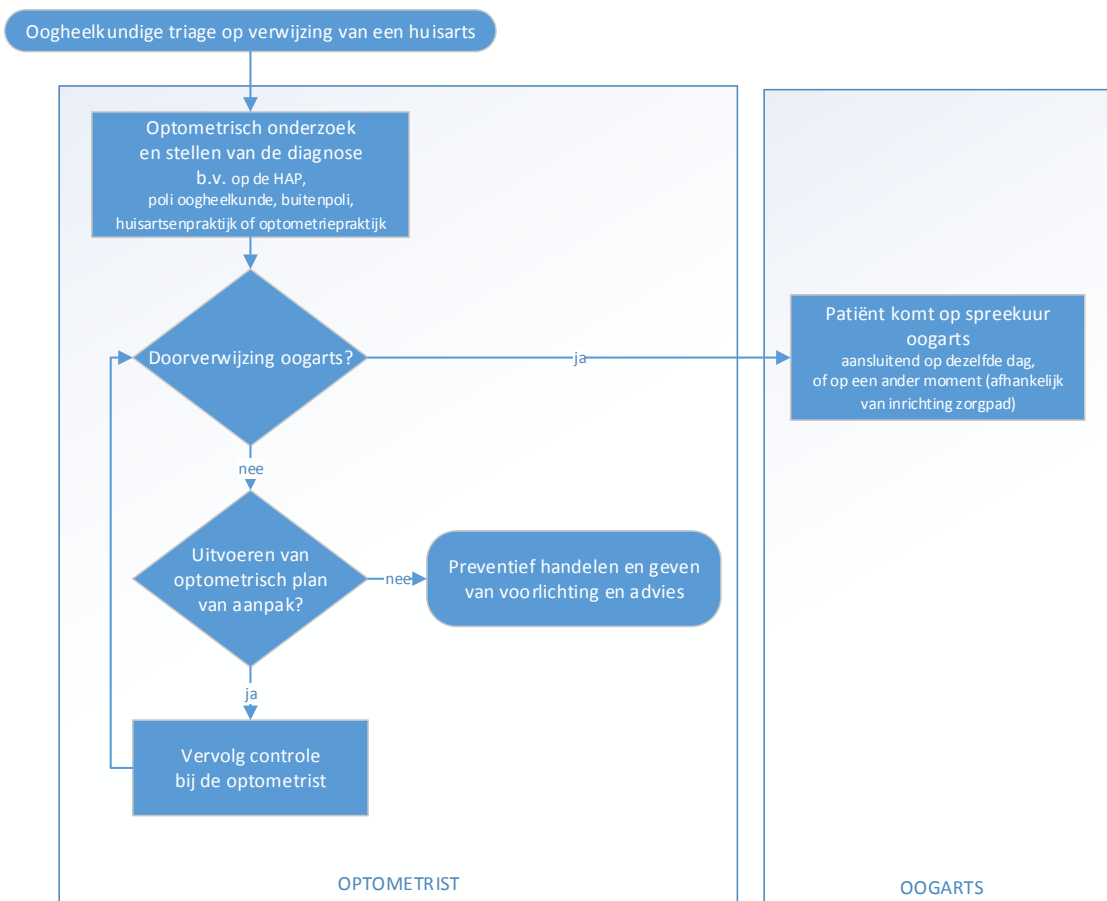 Oogheelkundige triage op verwijzing van een huisarts
Optometrisch onderzoek
en stellen van de diagnose
b.v. op de HAP,
poli oogheelkunde, buitenpoli,
huisartsenpraktijk of optometriepraktijk
Doorverwijzing oogarts?
ja
Patiënt komt op spreekuur
oogarts
aansluitend op dezelfde dag,
of op een ander moment (afhankelijk
van inrichting zorgpad)
nee
Uitvoeren van
optometrisch plan
van aanpak?
nee
Preventief handelen en geven
van voorlichting en advies
ja
Vervolg controle
bij de optometrist
OPTOMETRIST
OOGARTS